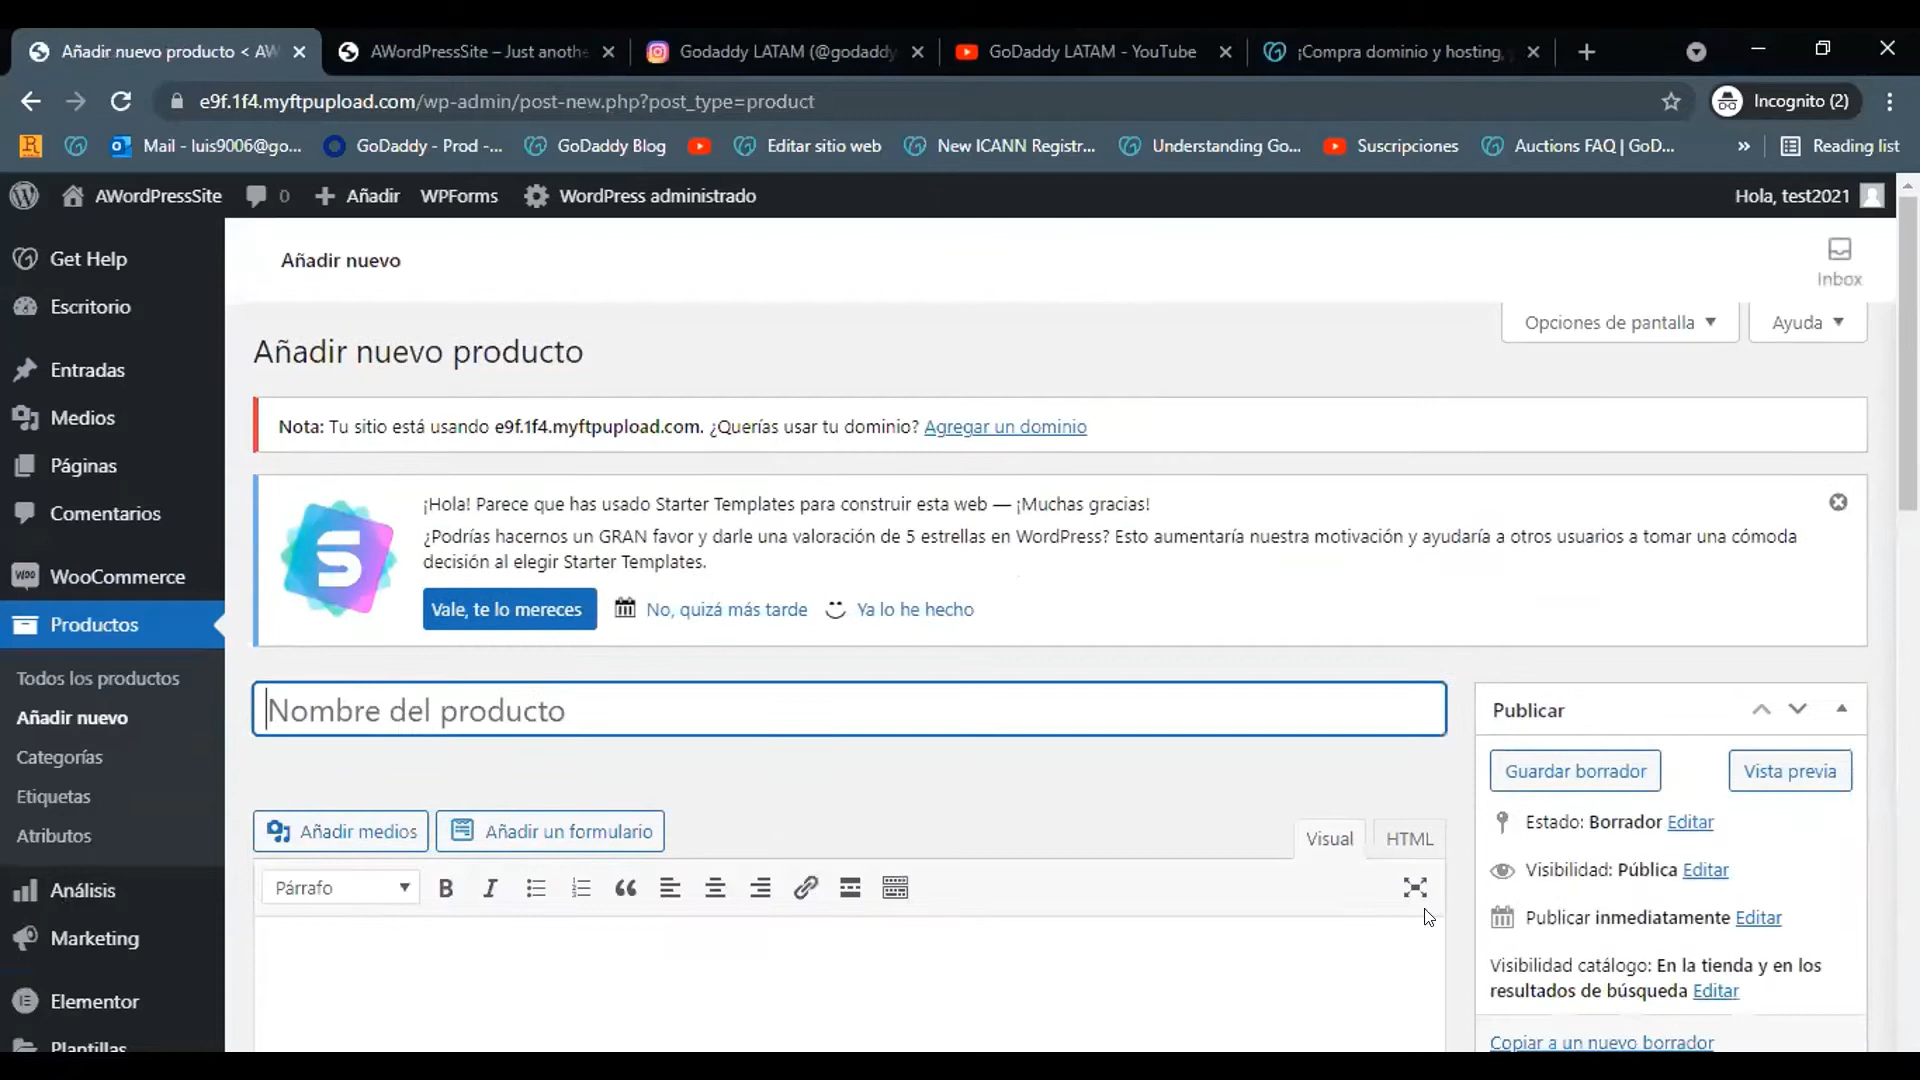 Añadir nuevo producto < AW
AWordPressSite – Just anothe
Godaddy LATAM (@godaddy
GoDaddy LATAM - YouTube
¡Compra dominio y hosting,
e9f.1f4.myftpupload.com/wp-admin/post-new.php?post_type=product
Incognito (2)
Mail - luis9006@go...
GoDaddy - Prod -...
GoDaddy Blog
Editar sitio web
New ICANN Registr...
Understanding Go...
Suscripciones
Auctions FAQ | GoD...
»
Reading list
AWordPressSite
0
Añadir
WPForms
WordPress administrado
Hola, test2021
Get Help
Escritorio
Entradas
Medios
Páginas
Comentarios
WooCommerce
Productos
Todos los productos
Añadir nuevo
Categorías
Etiquetas
Atributos
Análisis
Marketing
Elementor
Plantillas
Añadir nuevo
Inbox
Opciones de pantalla
Ayuda
Añadir nuevo producto
Nota: Tu sitio está usando e9f.1f4.myftpupload.com. ¿Querías usar tu dominio? Agregar un dominio
¡Hola! Parece que has usado Starter Templates para construir esta web — ¡Muchas gracias!
¿Podrías hacernos un GRAN favor y darle una valoración de 5 estrellas en WordPress? Esto aumentaría nuestra motivación y ayudaría a otros usuarios a tomar una cómoda
decisión al elegir Starter Templates.
Vale, te lo mereces
No, quizá más tarde
Ya lo he hecho
Nombre del producto
Añadir medios
Añadir un formulario
Visual
HTML
Párrafo
B I
Publicar
Guardar borrador
Vista previa
Estado: Borrador Editar
Visibilidad: Pública Editar
Publicar inmediatamente Editar
Visibilidad catálogo: En la tienda y en los
resultados de búsqueda Editar
Copiar a un nuevo borrador